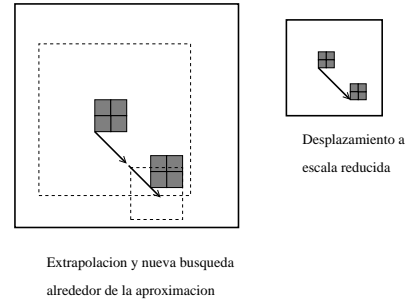 Desplazamiento a
escala reducida
Extrapolacion y nueva busqueda
alrededor de la aproximacion